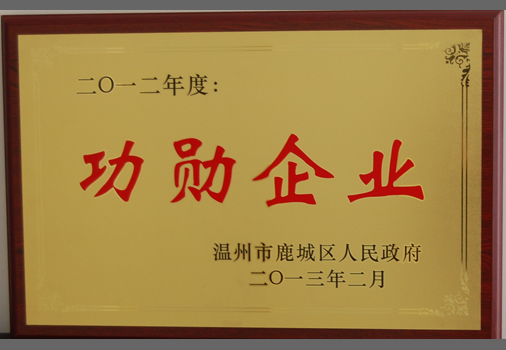 二〇一二年度:
功勋企业
温州市鹿城区人民政府
二〇一三年二月